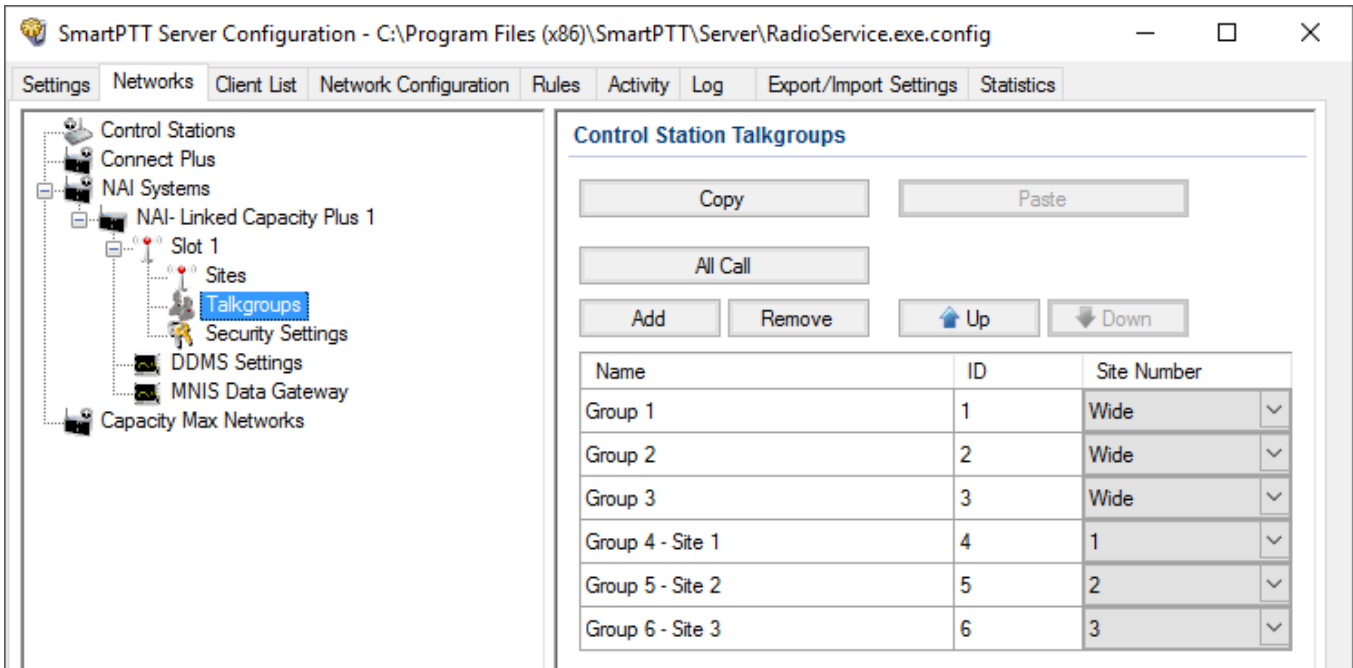 SmartPTT Server Configuration - C:\Program Files (x86)\SmartPTT\Server\RadioService.exe.config
Settings Networks Client List Network Configuration Rules Activity Log Export/Import Settings Statistics
Control Stations
Connect Plus
NAI Systems
NAI- Linked Capacity Plus 1
Slot 1
Sites
Talkgroups
Security Settings
DDMS Settings
MNIS Data Gateway
Capacity Max Networks
Control Station Talkgroups
Copy Paste
All Call
Add Remove Up Down
Name ID Site Number
Group 1 1 Wide
Group 2 2 Wide
Group 3 3 Wide
Group 4 - Site 1 4 1
Group 5 - Site 2 5 2
Group 6 - Site 3 6 3